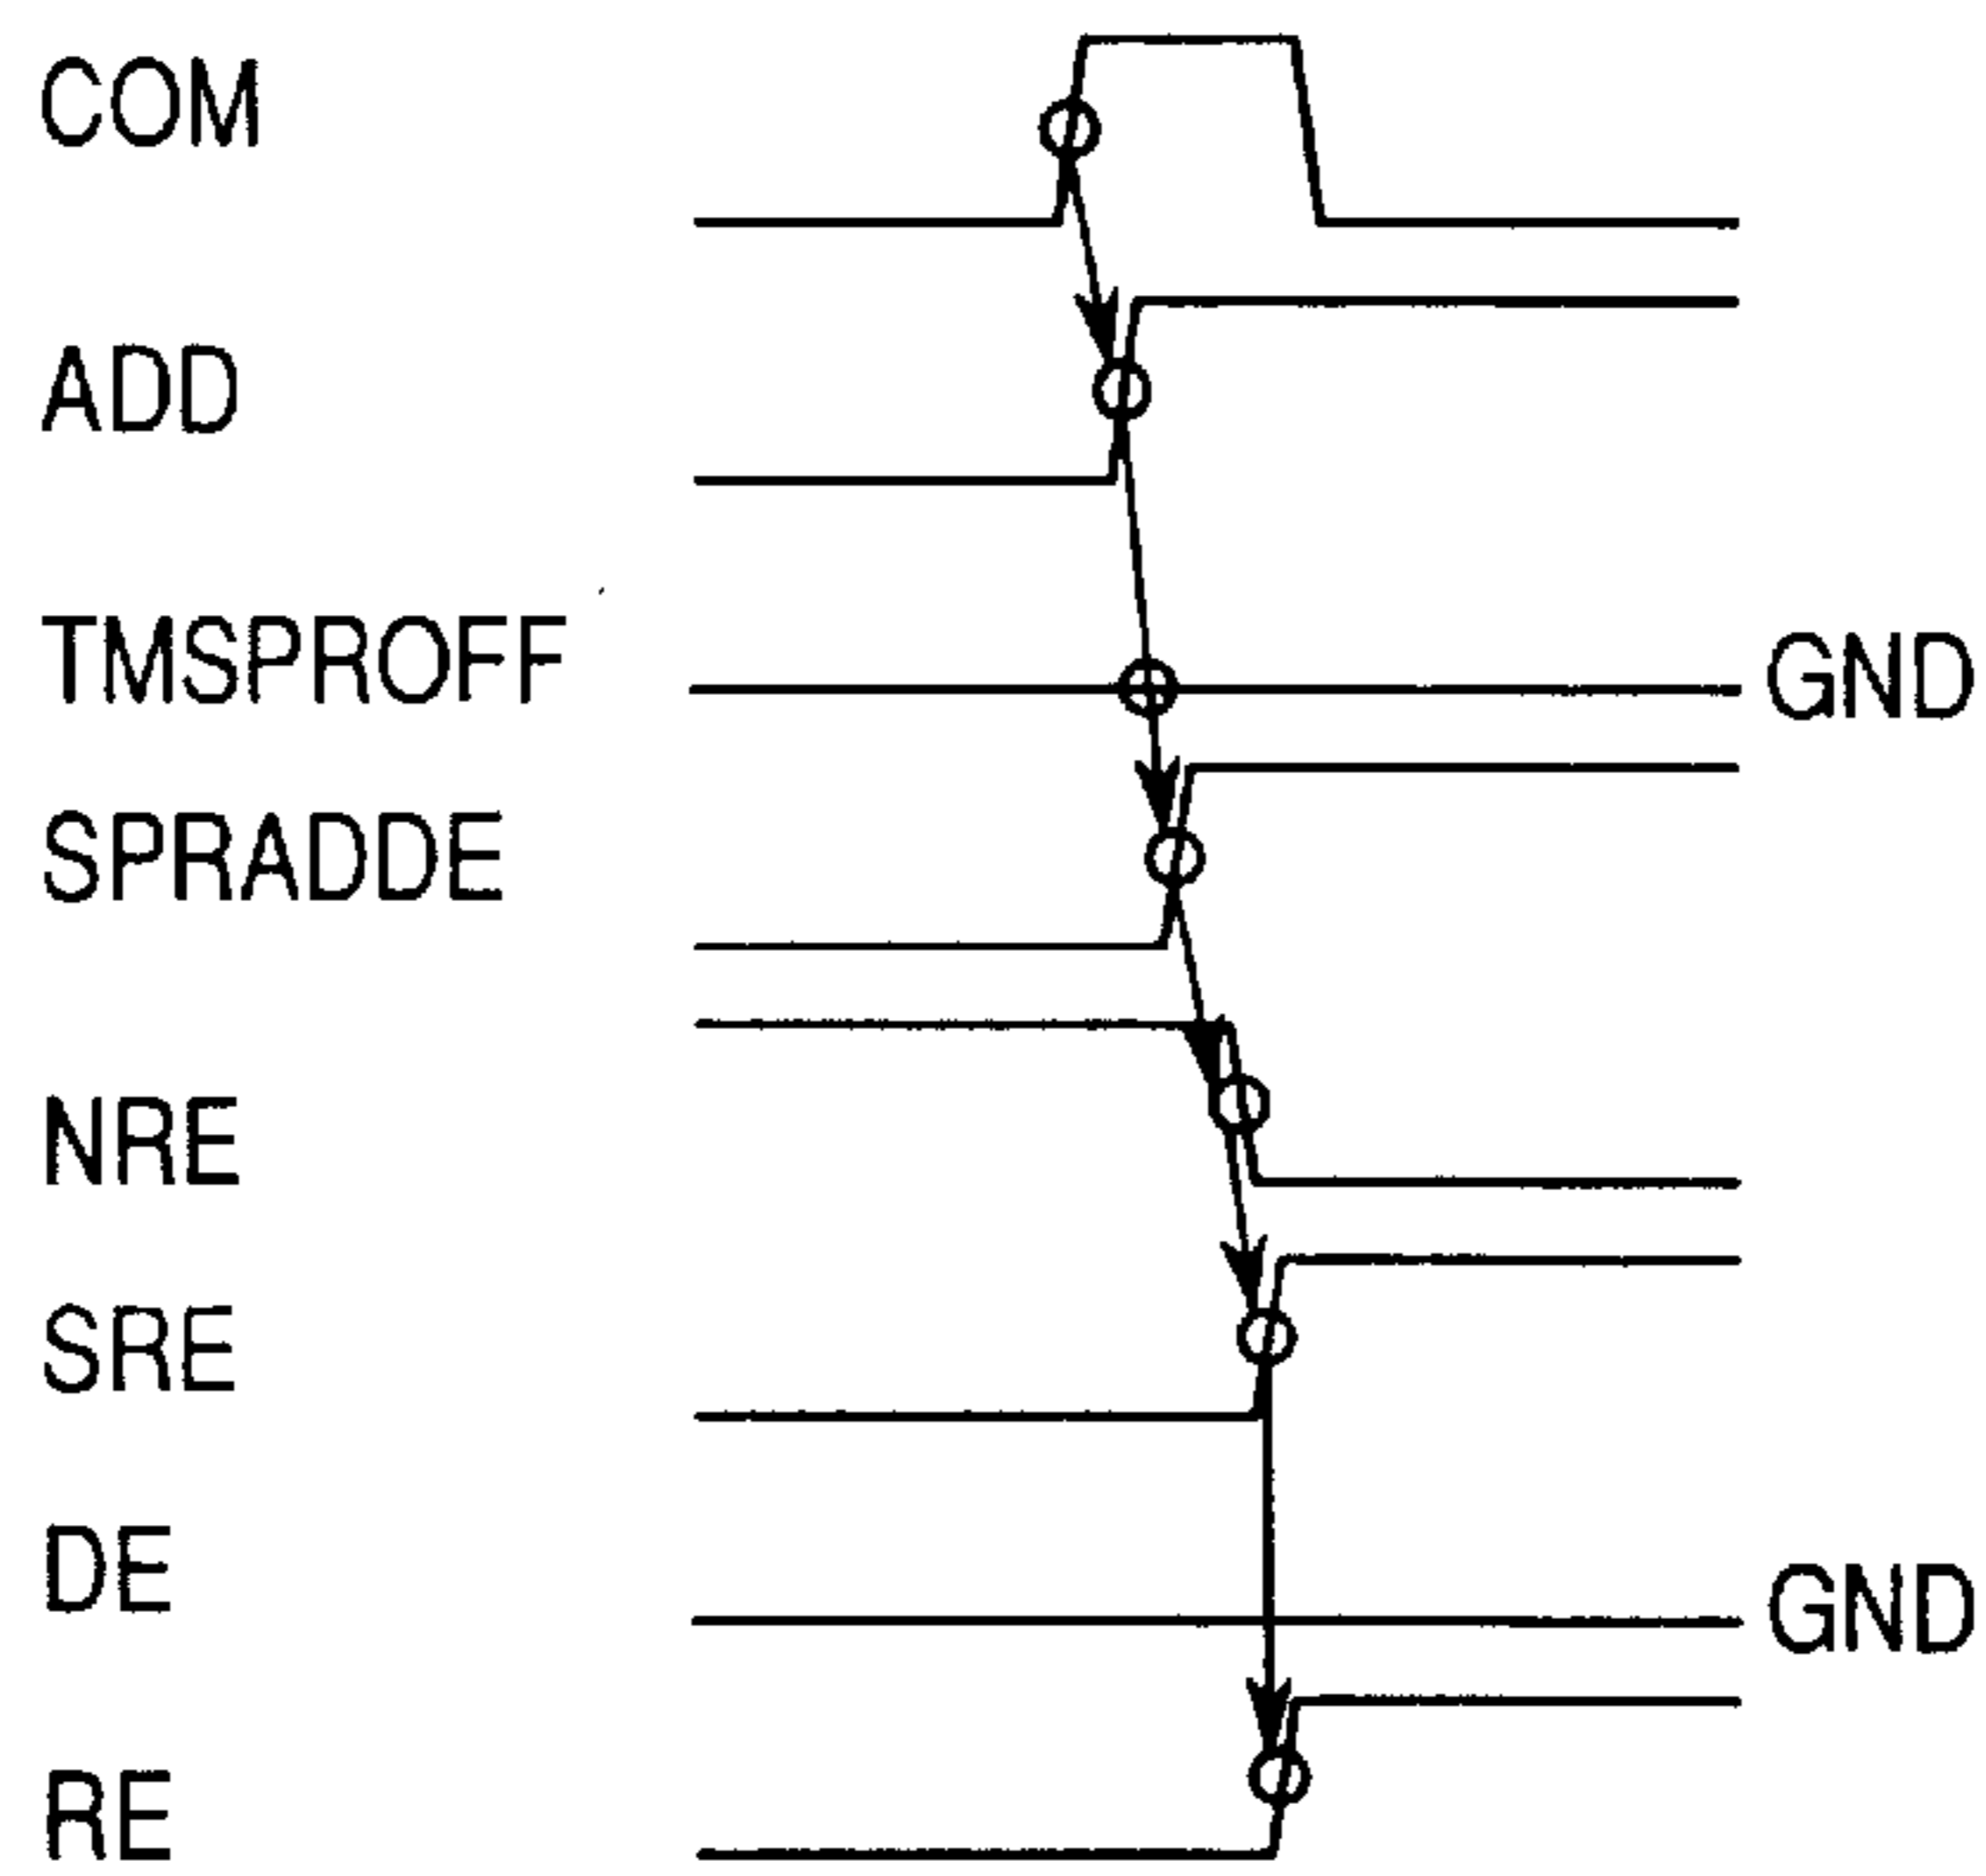 COM
ADD
TMSPROFF
GND
SPRADDE
NRE
SRE
DE
GND
RE